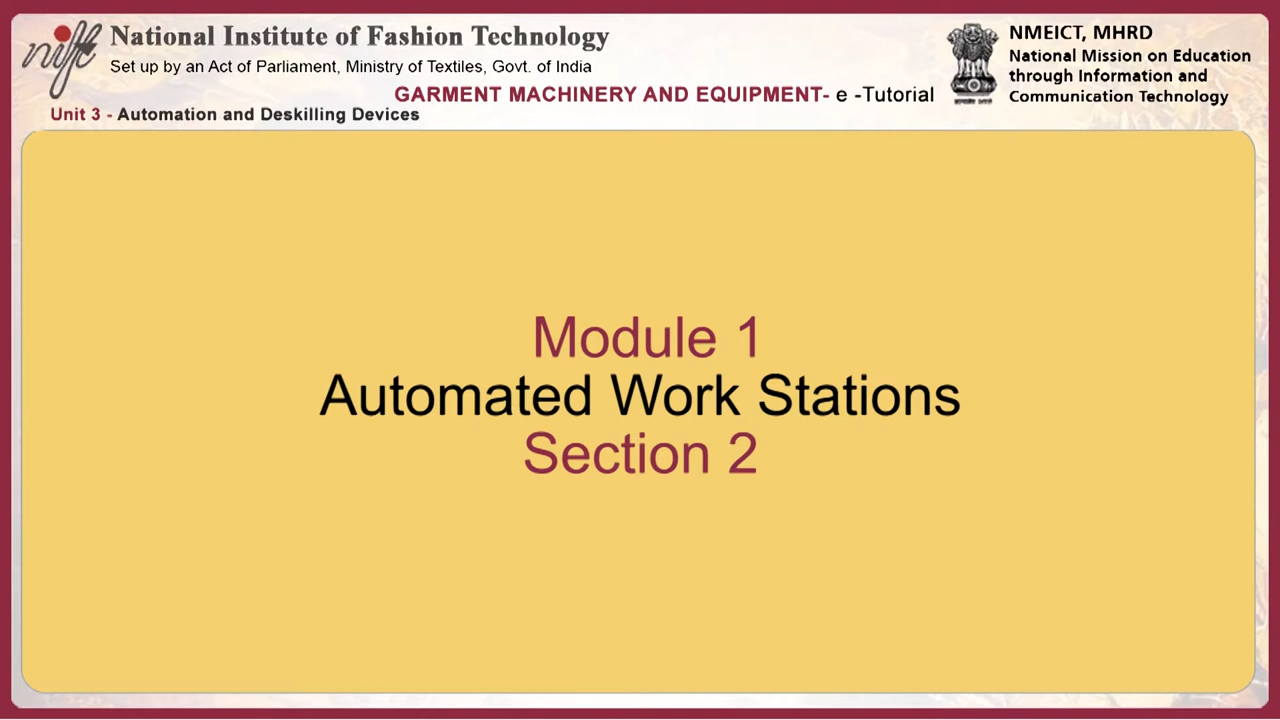 nift
National Institute of Fashion Technology
Set up by an Act of Parliament, Ministry of Textiles, Govt. of India
GARMENT MACHINERY AND EQUIPMENT- e -Tutorial
Unit 3 - Automation and Deskilling Devices
NMEICT, MHRD
National Mission on Education
through Information and
Communication Technology
Module 1
Automated Work Stations
Section 2